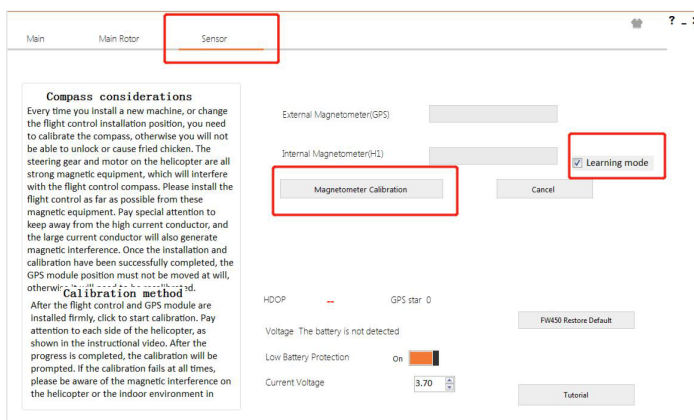 ? _
Main Main Rotor Sensor
Compass considerations
Every time you install a new machine, or change
the flight control installation position, you need
to calibrate the compass, otherwise you will not
be able to unlock or cause fried chicken. The
steering gear and motor on the helicopter are all
strong magnetic equipment, which will interfere
with the flight control compass. Please install the
flight control as far as possible from these
magnetic equipment. Pay special attention to
keep away from the high current conductor, and
the large current conductor will also generate
magnetic interference. Once the installation and
calibration have been successfully completed, the
GPS module position must not be moved at will,
Calibration method
After the flight control and GPS module are
installed firmly, click to start calibration. Pay
attention to each side of the helicopter, as
shown in the instructional video. After the
progress is completed, the calibration will be
prompted. If the calibration fails at all times,
please be aware of the magnetic interference on
the helicopter or the indoor environment in
External Magnetometer(GPS)
Internal Magnetometer(H1)
Learning mode
Magnetometer Calibration Cancel
HDOP -- GPS star 0
Voltage The battery is not detected
Low Battery Protection On
Current Voltage 3.70
FW450 Restore Default
Tutorial